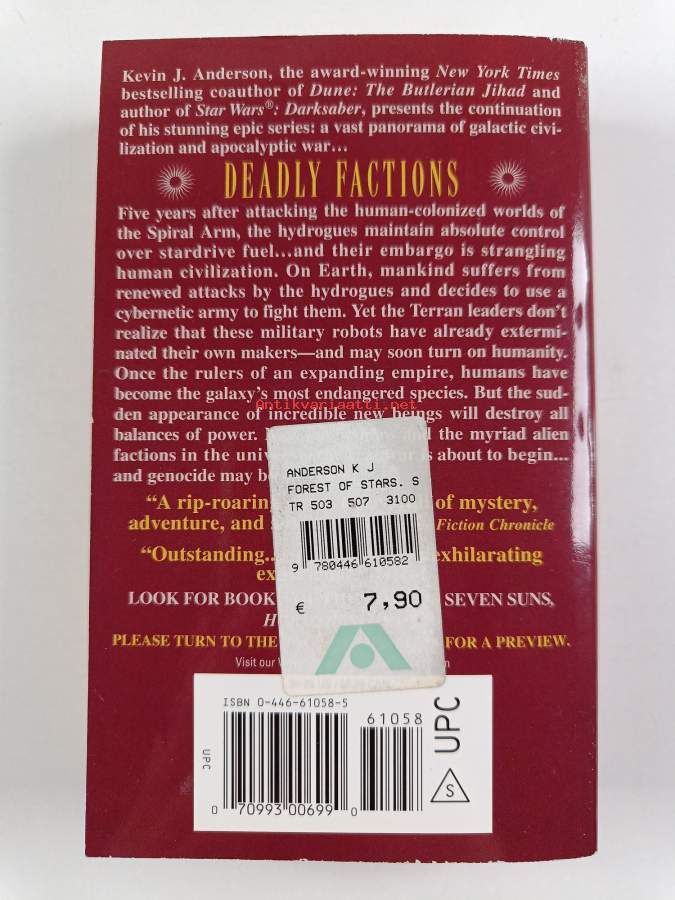 Kevin J. Anderson, the award-winning New York Times
bestselling coauthor of Dune: The Butlerian Jihad and
author of Star Wars®: Darksaber, presents the continuation
of his stunning epic series: a vast panorama of galactic civi-
lization and apocalyptic war...
DEADLY FACTIONS
Five years after attacking the human-colonized worlds of
the Spiral Arm, the hydrogues maintain absolute control
over stardrive fuel...and their embargo is strangling
human civilization. On Earth, mankind suffers from
renewed attacks by the hydrogues and decides to use a
cybernetic army to fight them. Yet the Terran leaders don't
realize that these military robots have already extermi-
nated their own makers—and may soon turn on humanity.
Once the rulers of an expanding empire, humans have
become the galaxy's most endangered species. But the sud-
den appearance of incredible new beings will destroy all
Antikvariaatti.net
balances of power. and the myriad alien
factions in the is about to begin...
and genocide may
"A rip-roaring of mystery,
adventure, and Fiction Chronicle
"Outstanding.. exhilarating
LOOK FOR BOOK SEVEN SUNS,
PLEASE TURN TO THE FOR A PREVIEW.
Visit our
ANDERSON K J
FOREST OF STARS. S
TR 503 507 3100
9 780446 610582
€ 7,90
ISBN 0-446-61058-5
61058
UPC
UPC
S
0 70993 00699 0